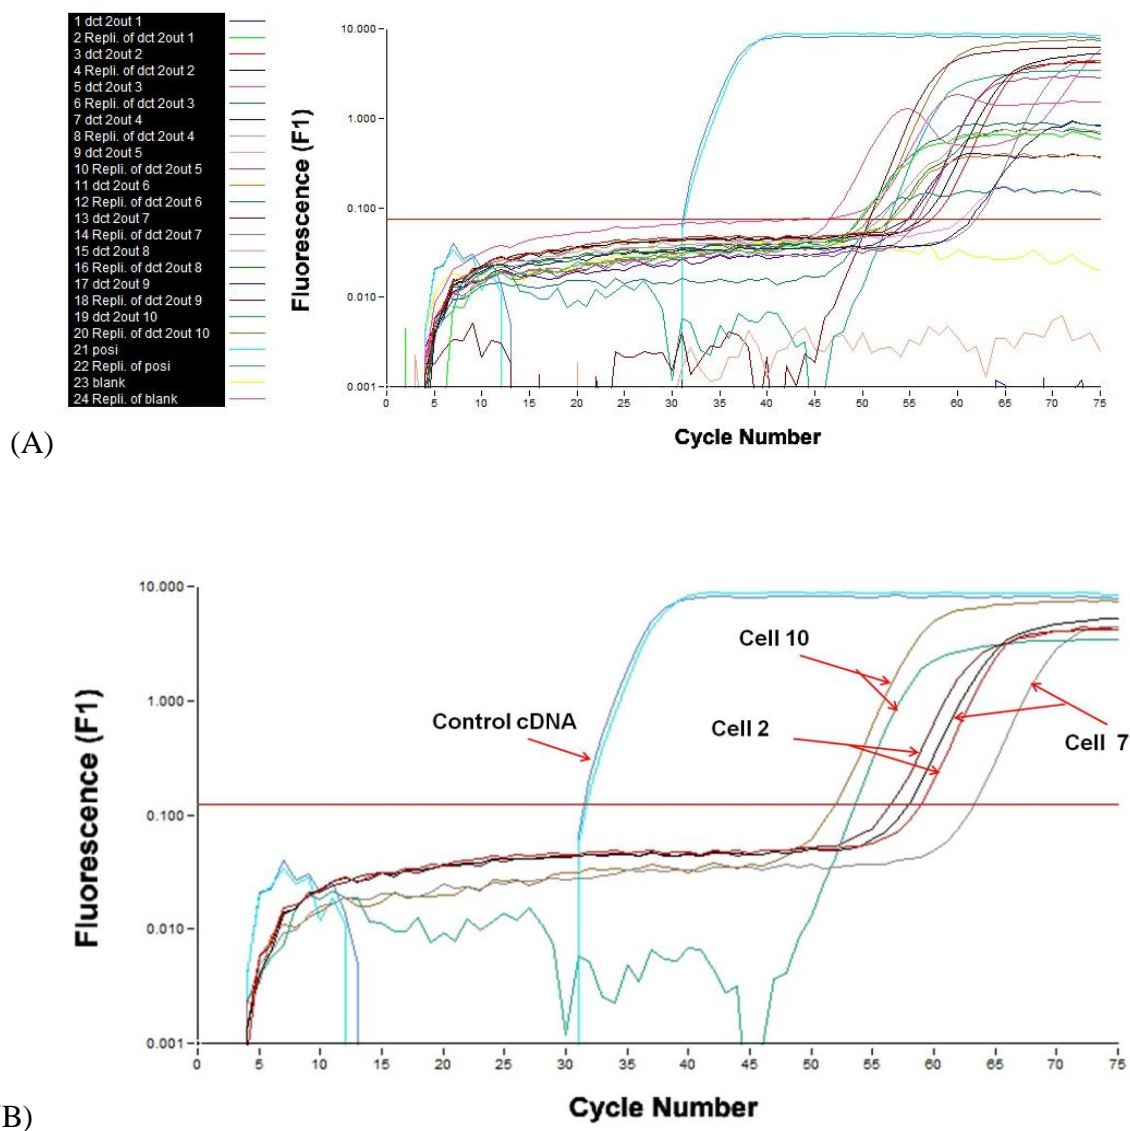 1 dct 2out 1
2 Repli. of dct 2out 1
3 dct 2out 2
4 Repli. of dct 2out 2
5 dct 2out 3
6 Repli. of dct 2out 3
7 dct 2out 4
8 Repli. of dct 2out 4
9 dct 2out 5
10 Repli. of dct 2out 5
11 dct 2out 6
12 Repli. of dct 2out 6
13 dct 2out 7
14 Repli. of dct 2out 7
15 dct 2out 8
16 Repli. of dct 2out 8
17 dct 2out 9
18 Repli. of dct 2out 9
19 dct 2out 10
20 Repli. of dct 2out 10
21 posi
22 Repli. of posi
23 blank
24 Repli. of blank
Fluorescence (F1)
10.000
1.000
0.100
0.010
0.001
0 5 10 15 20 25 30 35 40 45 50 55 60 65 70 75
Cycle Number
(A)
Fluorescence (F1)
10.000
1.000
0.100
0.010
0.001
Control cDNA
Cell 10
Cell 2
Cell 7
0 5 10 15 20 25 30 35 40 45 50 55 60 65 70 75
Cycle Number
(B)